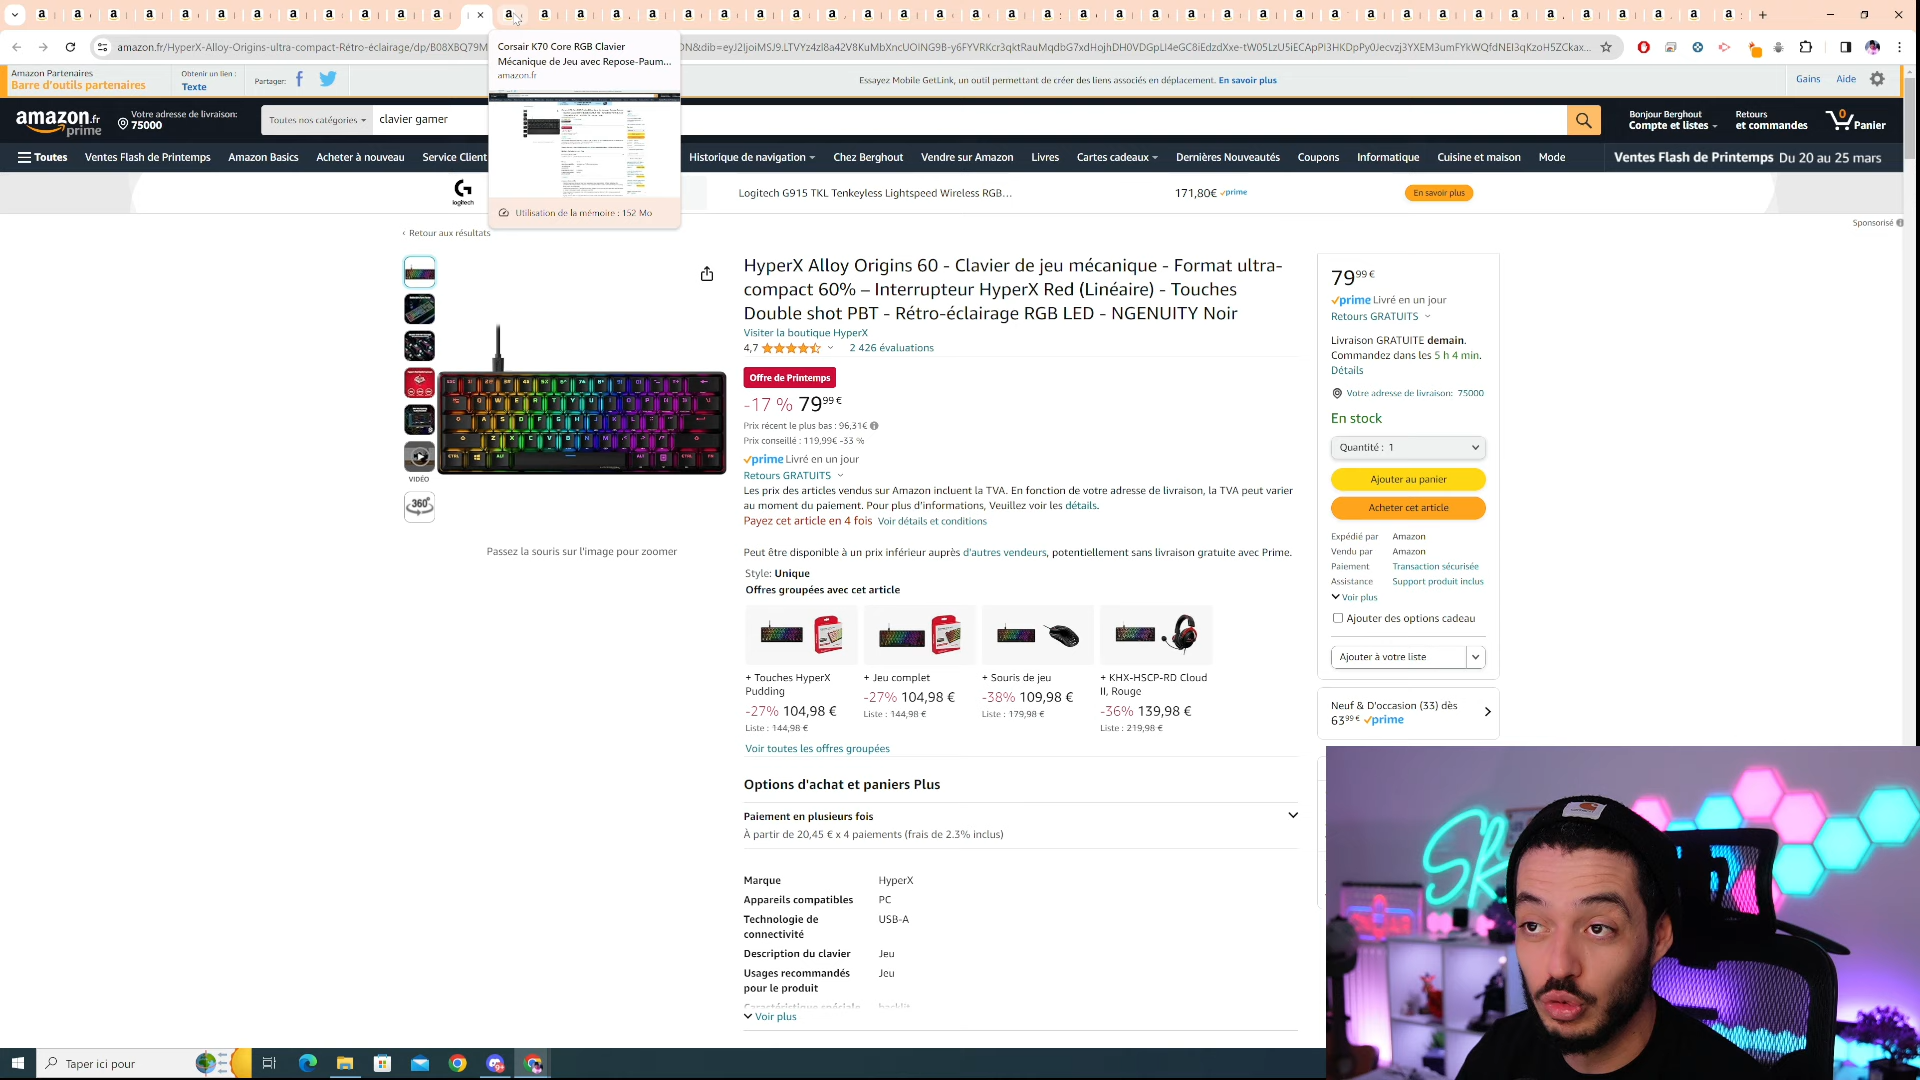 Corsair K70 Core RGB Clavier
Mécanique de Jeu avec Repose-Paum...
amazon.fr
Utilisation de la mémoire : 152 Mo
Amazon Partenaires
Barre d'outils partenaires
Obtenir un lien :
Texte
Partager:
Essayez Mobile GetLink, un outil permettant de créer des liens associés en déplacement. En savoir plus
Gains
Aide
amazon.fr
prime
Votre adresse de livraison:
75000
Toutes nos catégories
clavier gamer
Bonjour Berghout
Compte et listes
Retours
et commandes
0
Panier
Toutes
Ventes Flash de Printemps
Amazon Basics
Acheter à nouveau
Service Client
Historique de navigation
Chez Berghout
Vendre sur Amazon
Livres
Cartes cadeaux
Dernières Nouveautés
Coupons
Informatique
Cuisine et maison
Mode
Ventes Flash de Printemps Du 20 au 25 mars
logitech
Logitech G915 TKL Tenkeyless Lightspeed Wireless RGB...
171,80€ prime
En savoir plus
Sponsorisé
‹ Retour aux résultats
VIDÉO
360°
Passez la souris sur l'image pour zoomer
HyperX Alloy Origins 60 - Clavier de jeu mécanique - Format ultra-
compact 60% – Interrupteur HyperX Red (Linéaire) - Touches
Double shot PBT - Rétro-éclairage RGB LED - NGENUITY Noir
Visiter la boutique HyperX
4,7
2 426 évaluations
Offre de Printemps
-17 % 79,99 €
Prix récent le plus bas : 96,31€
Prix conseillé : 119,99€ -33 %
prime Livré en un jour
Retours GRATUITS
Les prix des articles vendus sur Amazon incluent la TVA. En fonction de votre adresse de livraison, la TVA peut varier
au moment du paiement. Pour plus d'informations, Veuillez voir les détails.
Payez cet article en 4 fois Voir détails et conditions
Peut être disponible à un prix inférieur auprès d'autres vendeurs, potentiellement sans livraison gratuite avec Prime.
Style: Unique
Offres groupées avec cet article
+ Touches HyperX
Pudding
-27% 104,98 €
Liste : 144,98 €
+ Jeu complet
-27% 104,98 €
Liste : 144,98 €
+ Souris de jeu
-38% 109,98 €
Liste : 179,98 €
+ KHX-HSCP-RD Cloud
II, Rouge
-36% 139,98 €
Liste : 219,98 €
Voir toutes les offres groupées
Options d'achat et paniers Plus
Paiement en plusieurs fois
À partir de 20,45 € x 4 paiements (frais de 2.3% inclus)
Marque HyperX
Appareils compatibles PC
Technologie de
connectivité
USB-A
Description du clavier Jeu
Usages recommandés
pour le produit
Jeu
Caractéristique spéciale backlit
Voir plus
79 99 €
prime Livré en un jour
Retours GRATUITS
Livraison GRATUITE demain.
Commandez dans les 5 h 4 min.
Détails
Votre adresse de livraison: 75000
En stock
Quantité : 1
Ajouter au panier
Acheter cet article
Expédié par Amazon
Vendu par Amazon
Paiement Transaction sécurisée
Assistance Support produit inclus
Voir plus
Ajouter des options cadeau
Ajouter à votre liste
Neuf & D'occasion (33) dès
63 99 € prime
Taper ici pour